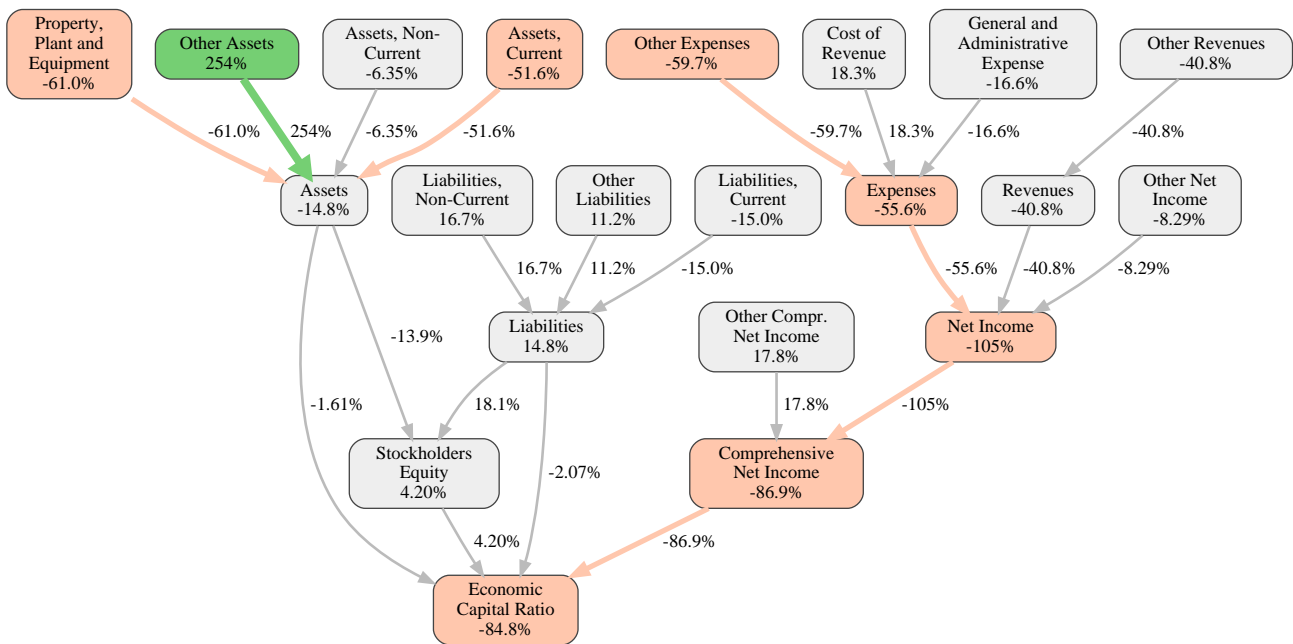 Property,
Plant and
Equipment
-61.0%
Other Assets
254%
Assets, Non-
Current
-6.35%
Assets,
Current
-51.6%
Other Expenses
-59.7%
Cost of
Revenue
18.3%
General and
Administrative
Expense
-16.6%
Other Revenues
-40.8%
-61.0%
254%
-6.35%
-51.6%
-59.7%
18.3%
-16.6%
-40.8%
Assets
-14.8%
Liabilities,
Non-Current
16.7%
Other
Liabilities
11.2%
Liabilities,
Current
-15.0%
Expenses
-55.6%
Revenues
-40.8%
Other Net
Income
-8.29%
16.7%
11.2%
-15.0%
-55.6%
-40.8%
-8.29%
-13.9%
Liabilities
14.8%
Other Compr.
Net Income
17.8%
Net Income
-105%
-1.61%
18.1%
17.8%
-105%
Stockholders
Equity
4.20%
-2.07%
Comprehensive
Net Income
-86.9%
4.20%
-86.9%
Economic
Capital Ratio
-84.8%